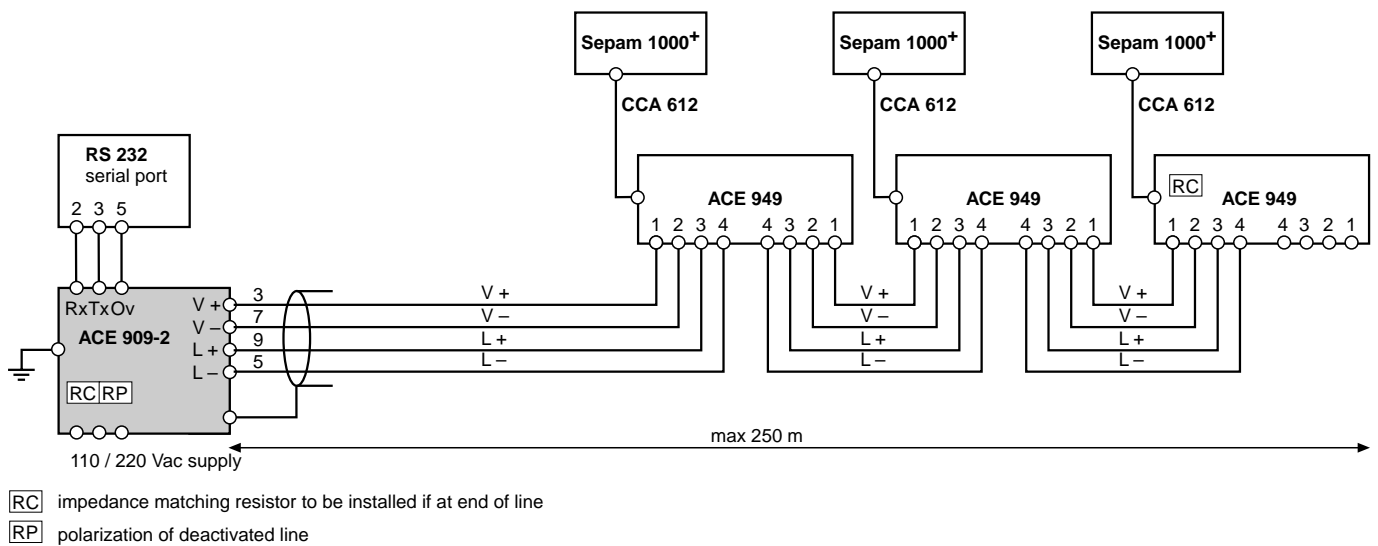 Sepam 1000+ Sepam 1000+ Sepam 1000+
CCA 612 CCA 612 CCA 612
RS 232
serial port
2 3 5
RC
ACE 949 ACE 949 ACE 949
1 2 3 4 4 3 2 1 1 2 3 4 4 3 2 1 1 2 3 4 4 3 2 1
Rx Tx Ov
ACE 909-2
V + 3 V + V + V +
V – 7 V – V – V –
L + 9 L + L + L +
L – 5 L – L – L –
RC RP
max 250 m
110 / 220 Vac supply
RC impedance matching resistor to be installed if at end of line
RP polarization of deactivated line